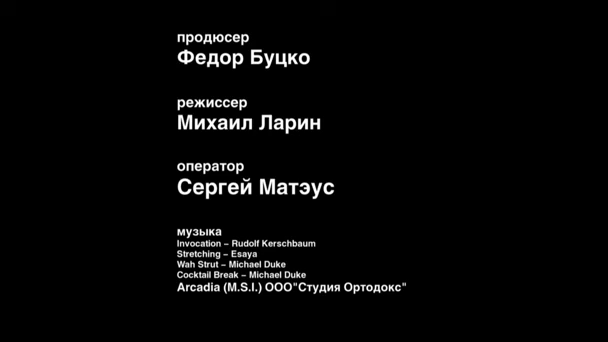 продюсер
Федор Буцко
режиссер
Михаил Ларин
оператор
Сергей Матэус
музыка
Invocation – Rudolf Kerschbaum
Stretching – Esaya
Wah Strut – Michael Duke
Cocktail Break – Michael Duke
Arcadia (M.S.I.) ООО"Студия Ортодокс"